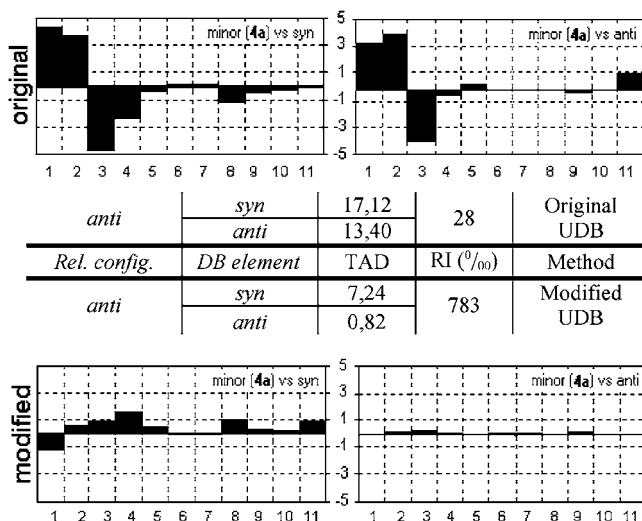 original
minor (4a) vs syn
minor (4a) vs anti
5
3
1
-1
-3
-5
1 2 3 4 5 6 7 8 9 10 11
1 2 3 4 5 6 7 8 9 10 11
anti syn 17,12 28 Original UDB
anti 13,40
Rel. config. DB element TAD RI (0/00) Method
anti syn 7,24 783 Modified UDB
anti 0,82
modified
minor (4a) vs syn
minor (4a) vs anti
5
3
1
-1
-3
-5
1 2 3 4 5 6 7 8 9 10 11
1 2 3 4 5 6 7 8 9 10 11